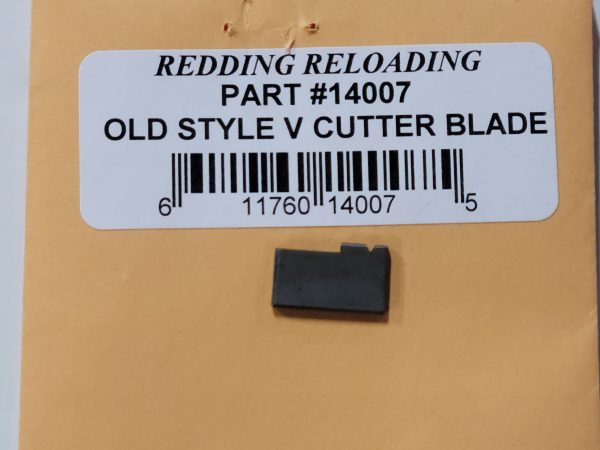 REDDING RELOADING
PART #14007
OLD STYLE V CUTTER BLADE
6 11760 14007 5